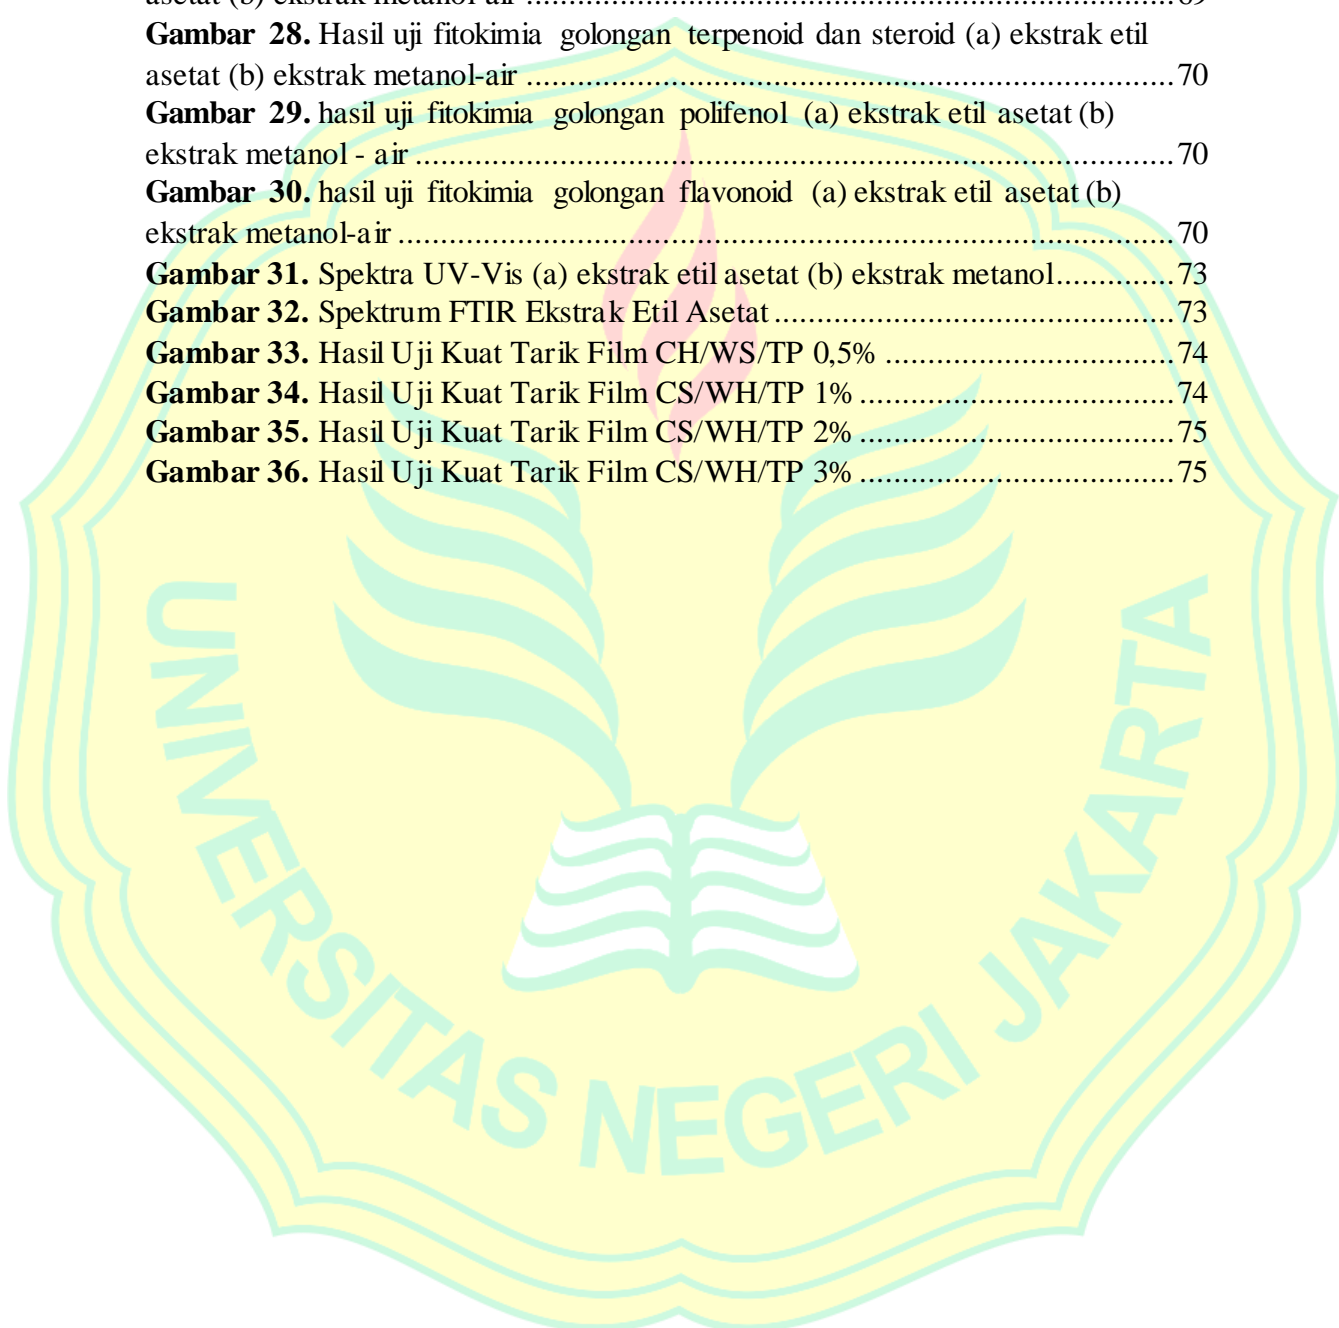 asetat (b) ekstrak metanol-air ........................................................................................69
Gambar 28. Hasil uji fitokimia golongan terpenoid dan steroid (a) ekstrak etil
asetat (b) ekstrak metanol-air ........................................................................................70
Gambar 29. hasil uji fitokimia golongan polifenol (a) ekstrak etil asetat (b)
ekstrak metanol - air ........................................................................................70
Gambar 30. hasil uji fitokimia golongan flavonoid (a) ekstrak etil asetat (b)
ekstrak metanol-air ........................................................................................70
Gambar 31. Spektra UV-Vis (a) ekstrak etil asetat (b) ekstrak metanol.............73
Gambar 32. Spektrum FTIR Ekstrak Etil Asetat ............................................73
Gambar 33. Hasil Uji Kuat Tarik Film CH/WS/TP 0,5% ................................74
Gambar 34. Hasil Uji Kuat Tarik Film CS/WH/TP 1% ...................................74
Gambar 35. Hasil Uji Kuat Tarik Film CS/WH/TP 2% ...................................75
Gambar 36. Hasil Uji Kuat Tarik Film CS/WH/TP 3% ...................................75
UNIVERSITAS NEGERI JAKARTA